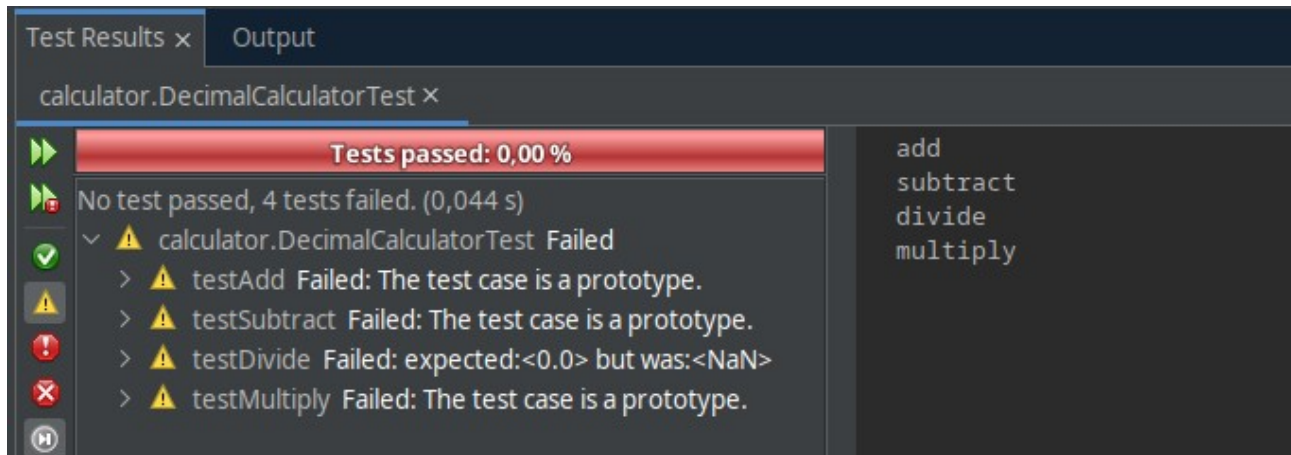 Test Results × Output
calculator.DecimalCalculatorTest ×
Tests passed: 0,00 %
No test passed, 4 tests failed. (0,044 s)
calculator.DecimalCalculatorTest Failed
testAdd Failed: The test case is a prototype.
testSubtract Failed: The test case is a prototype.
testDivide Failed: expected:<0.0> but was:<NaN>
testMultiply Failed: The test case is a prototype.
add
subtract
divide
multiply